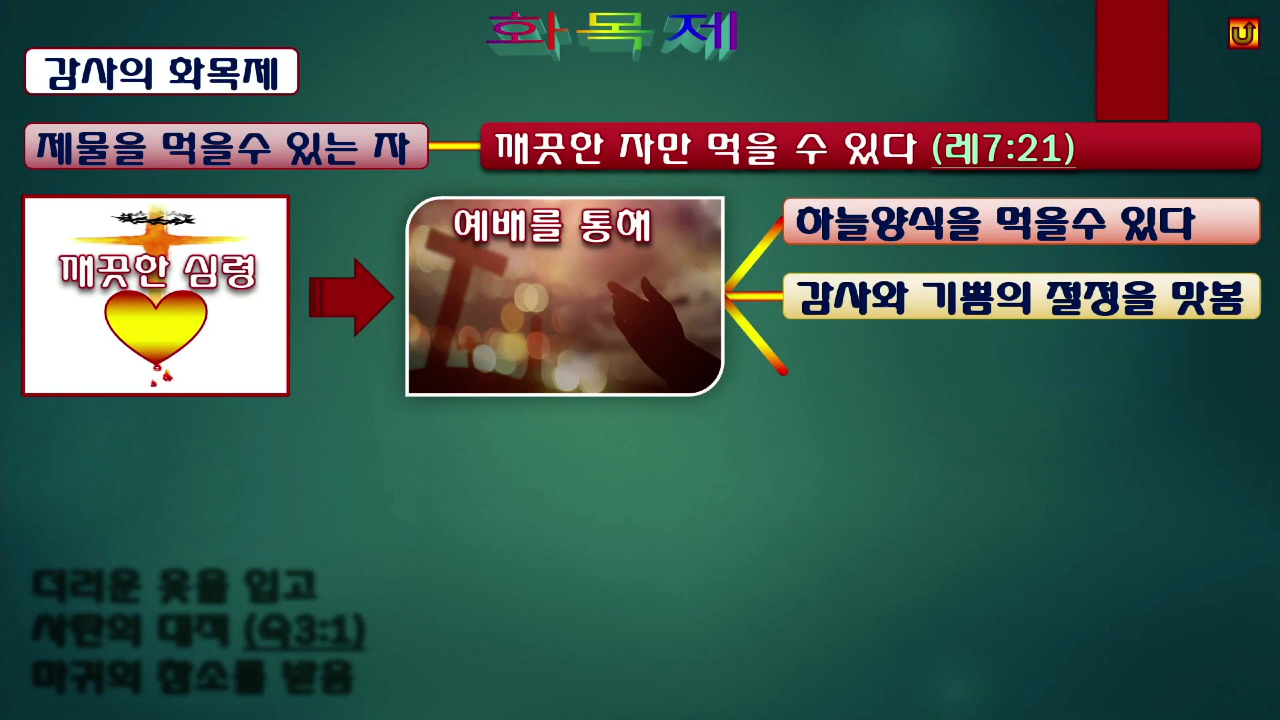 화목제
감사의 화목제
제물을 먹을수 있는 자
깨끗한 자만 먹을 수 있다 (레7:21)
깨끗한 심령
예배를 통해
하늘양식을 먹을수 있다
감사와 기쁨의 절정을 맛봄
더러운 옷을 입고
사탄의 대적 (슥3:1)
마귀의 참소를 받음